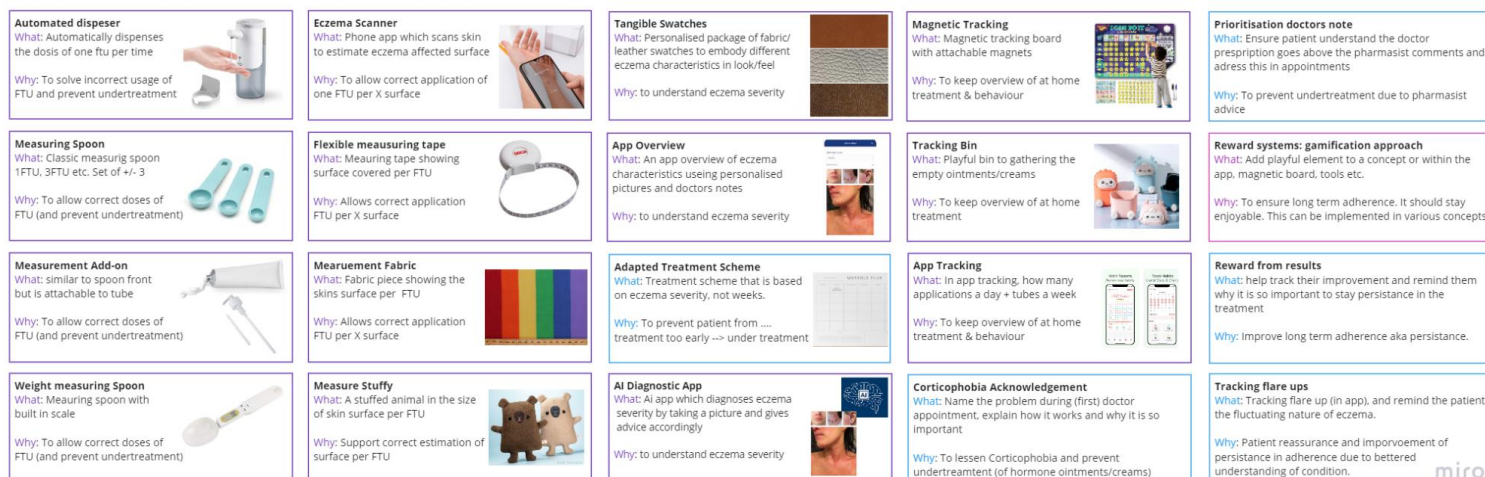 Automated dispeser
What: Automatically dispenses
the dosis of one ftu per time
Why: To solve incorrect usage of
FTU and prevent undertreatment
Eczema Scanner
What: Phone app which scans skin
to estimate eczema affected surface
Why: To allow correct application of
one FTU per X surface
Tangible Swatches
What: Personalised package of fabric/
leather swatches to embody different
eczema characteristics in look/feel
Why: to understand eczema severity
Magnetic Tracking
What: Magnetic tracking board
with attachable magnets
Why: To keep overview of at home
treatment & behaviour
Prioritisation doctors note
What: Ensure patient understand the doctor
prespription goes above the pharmasist comments and
adress this in appointments
Why: To prevent undertreatment due to pharmasist
advice
Measuring Spoon
What: Classic measurig spoon
1FTU, 3FTU etc. Set of +/- 3
Why: To allow correct doses of
FTU (and prevent undertreatment)
Flexible meausuring tape
What: Meauring tape showing
surface covered per FTU
Why: Allows correct application
FTU per X surface
App Overview
What: An app overview of eczema
characteristics useing personalised
pictures and doctors notes
Why: to understand eczema severity
Tracking Bin
What: Playful bin to gathering the
empty ointments/creams
Why: To keep overview of at home
treatment
Reward systems: gamification approach
What: Add playful element to a concept or within the
app, magnetic board, tools etc.
Why: To ensure long term adherence. It should stay
enjoyable. This can be implemented in various concepts
Measurement Add-on
What: similar to spoon front
but is attachable to tube
Why: To allow correct doses of
FTU (and prevent undertreatment)
Mearuement Fabric
What: Fabric piece showing the
skins surface per FTU
Why: Allows correct application
FTU per X surface
Adapted Treatment Scheme
What: Treatment scheme that is based
on eczema severity, not weeks.
Why: To prevent patient from ....
treatment too early --> under treatment
App Tracking
What: In app tracking, how many
applications a day + tubes a week
Why: To keep overview of at home
treatment & behaviour
Reward from results
What: help track their improvement and remind them
why it is so important to stay persistance in the
treatment
Why: Improve long term adherence aka persistance.
Weight measuring Spoon
What: Meauring spoon with
built in scale
Why: To allow correct doses of
FTU (and prevent undertreatment)
Measure Stuffy
What: A stuffed animal in the size
of skin surface per FTU
Why: Support correct estimation of
surface per FTU
AI Diagnostic App
What: Ai app which diagnoses eczema
severity by taking a picture and gives
advice accordingly
Why: to understand eczema severity
AI
Corticophobia Acknowledgement
What: Name the problem during (first) doctor
appointment, explain how it works and why it is so
important
Why: To lessen Corticophobia and prevent
undertreamtent (of hormone ointments/creams)
Tracking flare ups
What: Tracking flare up (in app), and remind the patient
the fluctuating nature of eczema.
Why: Patient reassurance and imporvoement of
persistance in adherence due to bettered
understanding of condition.
miro